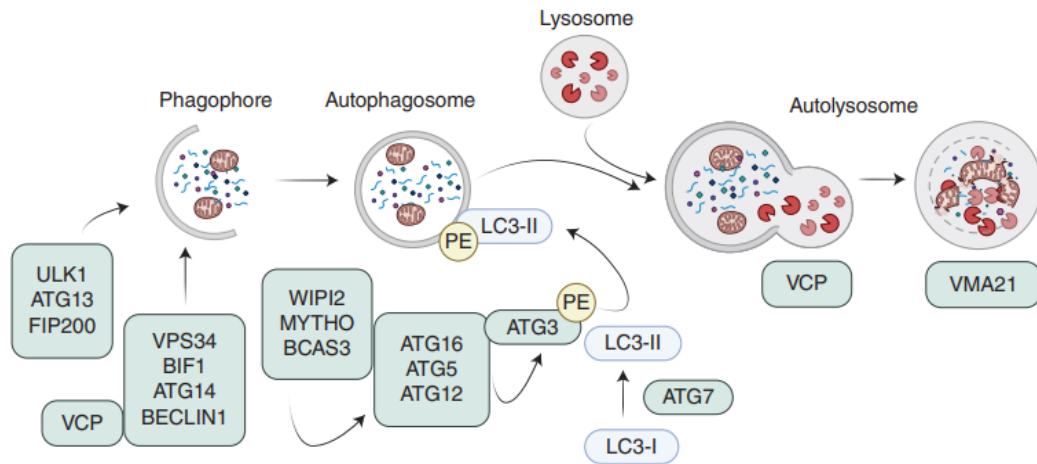 Lysosome
Phagophore
Autophagosome
Autolysosome
LC3-II
PE
ULK1
ATG13
FIP200
VPS34
BIF1
ATG14
BECLIN1
VCP
WIPI2
MYTHO
BCAS3
ATG16
ATG5
ATG12
ATG3
PE
LC3-II
ATG7
LC3-I
VCP
VMA21